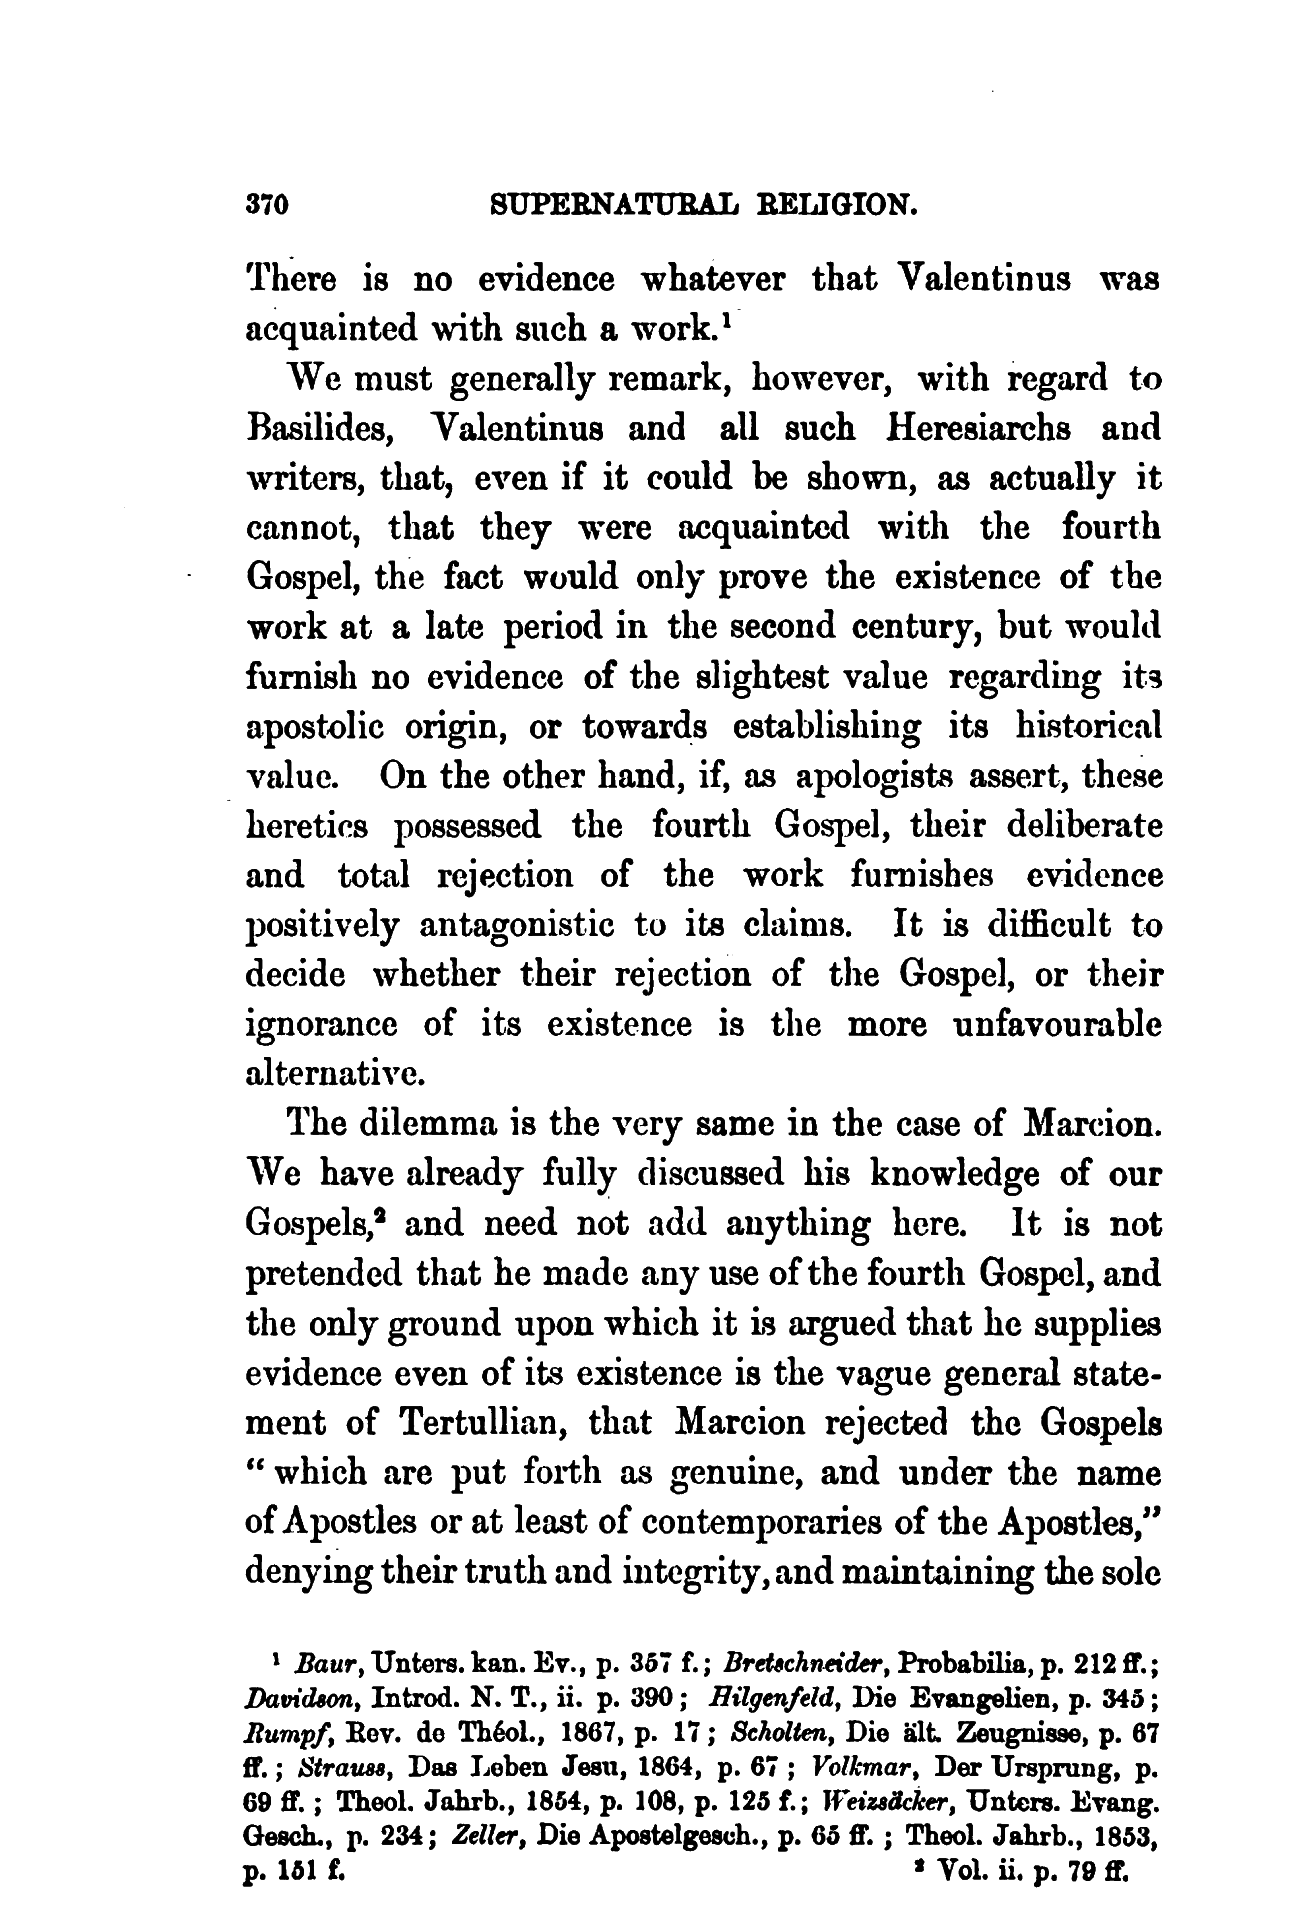 370 SUPERNATURAL RELIGION.
There is no evidence whatever that Valentinus was
acquainted with such a work.¹
We must generally remark, however, with regard to
Basilides, Valentinus and all such Heresiarchs and
writers, that, even if it could be shown, as actually it
cannot, that they were acquainted with the fourth
Gospel, the fact would only prove the existence of the
work at a late period in the second century, but would
furnish no evidence of the slightest value regarding its
apostolic origin, or towards establishing its historical
value. On the other hand, if, as apologists assert, these
heretics possessed the fourth Gospel, their deliberate
and total rejection of the work furnishes evidence
positively antagonistic to its claims. It is difficult to
decide whether their rejection of the Gospel, or their
ignorance of its existence is the more unfavourable
alternative.
The dilemma is the very same in the case of Marcion.
We have already fully discussed his knowledge of our
Gospels,² and need not add anything here. It is not
pretended that he made any use of the fourth Gospel, and
the only ground upon which it is argued that he supplies
evidence even of its existence is the vague general state-
ment of Tertullian, that Marcion rejected the Gospels
“which are put forth as genuine, and under the name
of Apostles or at least of contemporaries of the Apostles,”
denying their truth and integrity, and maintaining the sole
¹ Baur, Unters. kan. Ev., p. 357 f.; Bretschneider, Probabilia, p. 212 ff.;
Davidson, Introd. N. T., ii. p. 390; Hilgenfeld, Die Evangelien, p. 345;
Rumpf, Rev. de Théol., 1867, p. 17; Scholten, Die ält. Zeugnisse, p. 67
ff.; Strauss, Das Leben Jesu, 1864, p. 67; Volkmar, Der Ursprung, p.
69 ff.; Theol. Jahrb., 1854, p. 108, p. 125 f.; Weizsäcker, Unters. Evang.
Gesch., p. 234; Zeller, Die Apostelgesch., p. 65 ff.; Theol. Jahrb., 1853,
p. 151 f. ² Vol. ii. p. 79 ff.